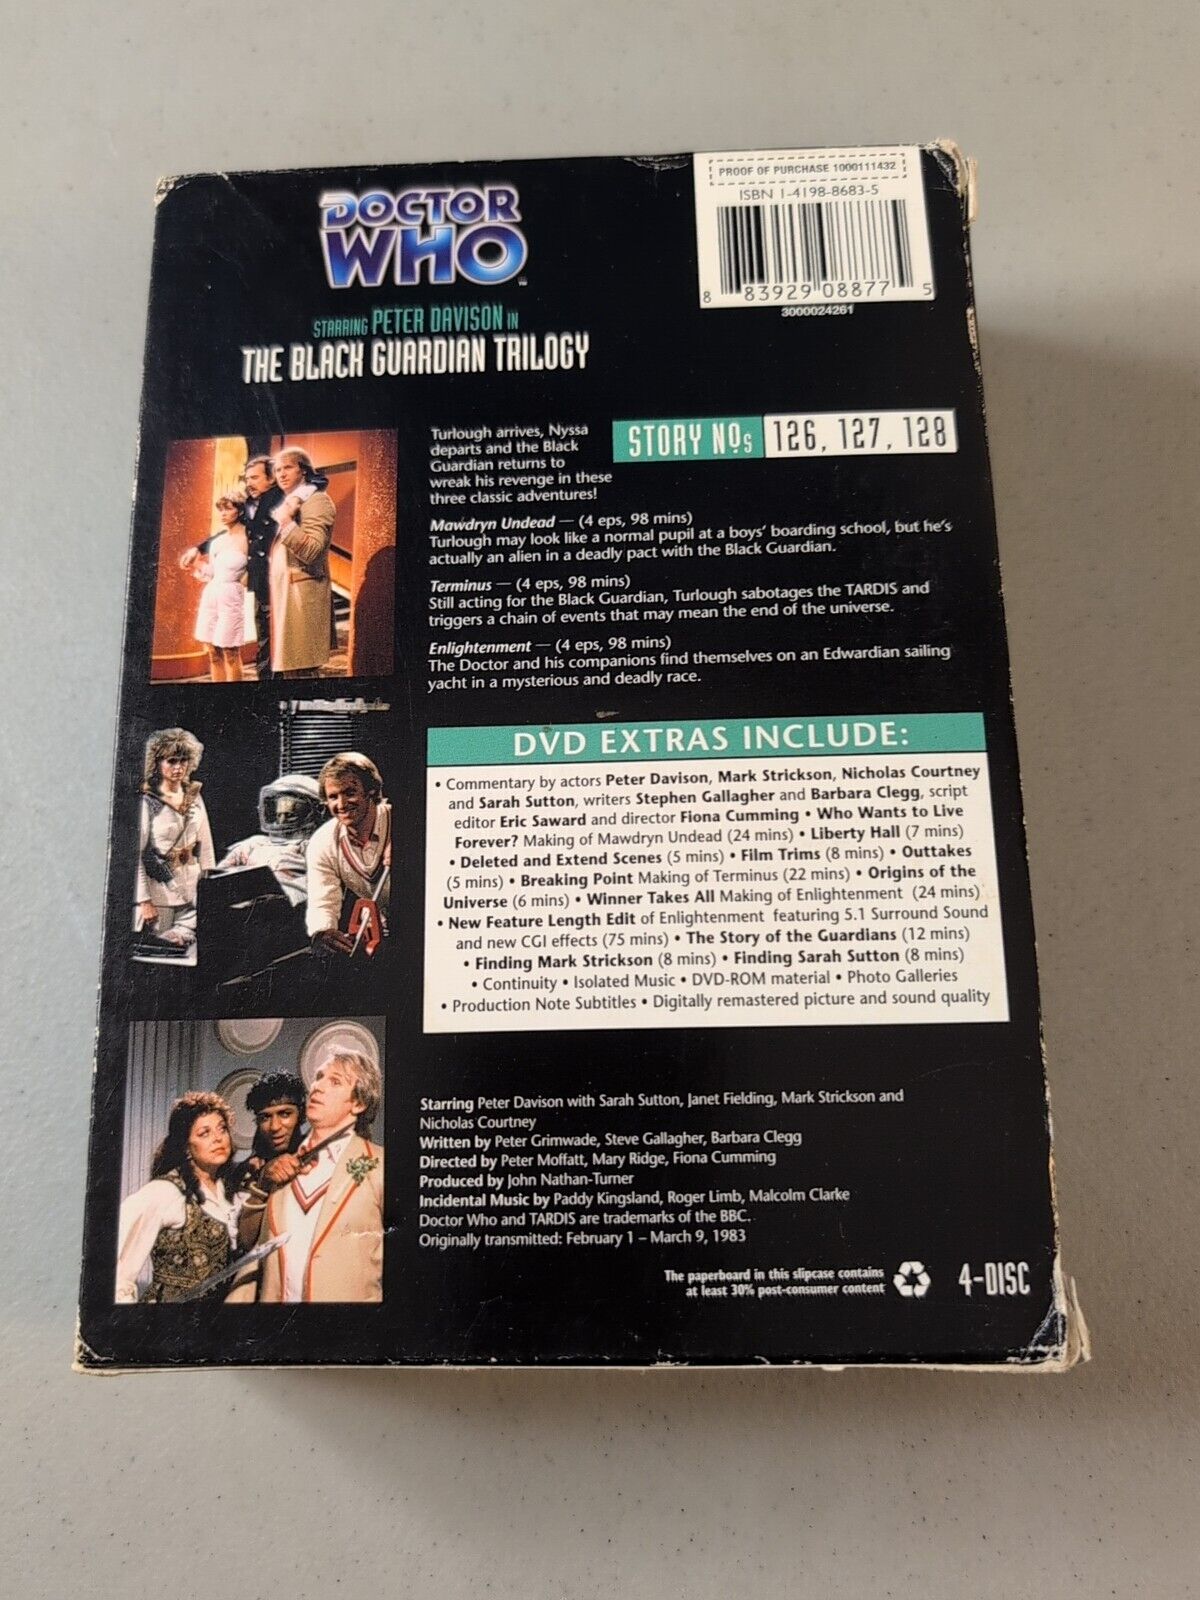 PROOF OF PURCHASE 1000111432
ISBN 1-4198-8683-5
8 83929 08877 5
3000024261
DOCTOR
WHO
STARRING PETER DAVISON IN
THE BLACK GUARDIAN TRILOGY
STORY NOs 126, 127, 128
Turlough arrives, Nyssa
departs and the Black
Guardian returns to
wreak his revenge in these
three classic adventures!
Mawdryn Undead — (4 eps, 98 mins)
Turlough may look like a normal pupil at a boys' boarding school, but he's
actually an alien in a deadly pact with the Black Guardian.
Terminus — (4 eps, 98 mins)
Still acting for the Black Guardian, Turlough sabotages the TARDIS and
triggers a chain of events that may mean the end of the universe.
Enlightenment — (4 eps, 98 mins)
The Doctor and his companions find themselves on an Edwardian sailing
yacht in a mysterious and deadly race.
DVD EXTRAS INCLUDE:
• Commentary by actors Peter Davison, Mark Strickson, Nicholas Courtney
and Sarah Sutton, writers Stephen Gallagher and Barbara Clegg, script
editor Eric Saward and director Fiona Cumming • Who Wants to Live
Forever? Making of Mawdryn Undead (24 mins) • Liberty Hall (7 mins)
• Deleted and Extend Scenes (5 mins) • Film Trims (8 mins) • Outtakes
(5 mins) • Breaking Point Making of Terminus (22 mins) • Origins of the
Universe (6 mins) • Winner Takes All Making of Enlightenment (24 mins)
• New Feature Length Edit of Enlightenment featuring 5.1 Surround Sound
and new CGI effects (75 mins) • The Story of the Guardians (12 mins)
• Finding Mark Strickson (8 mins) • Finding Sarah Sutton (8 mins)
• Continuity • Isolated Music • DVD-ROM material • Photo Galleries
• Production Note Subtitles • Digitally remastered picture and sound quality
Starring Peter Davison with Sarah Sutton, Janet Fielding, Mark Strickson and
Nicholas Courtney
Written by Peter Grimwade, Steve Gallagher, Barbara Clegg
Directed by Peter Moffatt, Mary Ridge, Fiona Cumming
Produced by John Nathan-Turner
Incidental Music by Paddy Kingsland, Roger Limb, Malcolm Clarke
Doctor Who and TARDIS are trademarks of the BBC.
Originally transmitted: February 1 – March 9, 1983
The paperboard in this slipcase contains
at least 30% post-consumer content
4-DISC